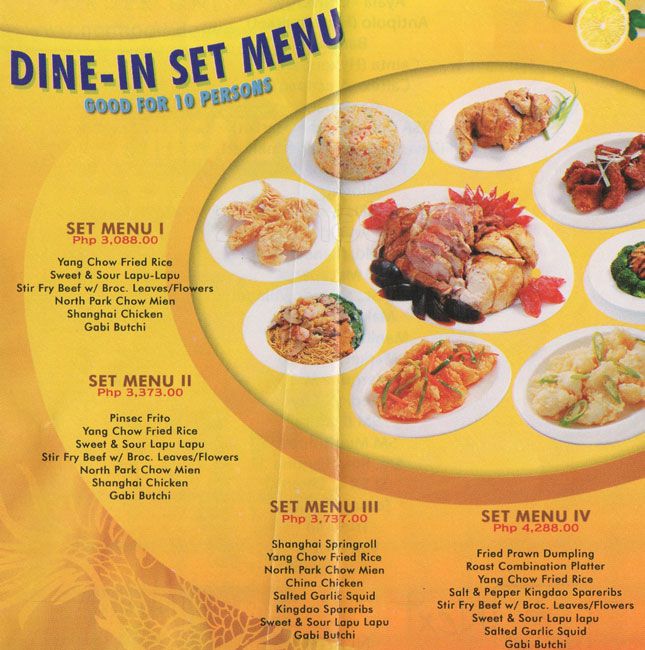 DINE-IN SET MENU
GOOD FOR 10 PERSONS
SET MENU I
Php 3,088.00
Yang Chow Fried Rice
Sweet & Sour Lapu-Lapu
Stir Fry Beef w/ Broc. Leaves/Flowers
North Park Chow Mien
Shanghai Chicken
Gabi Butchi
SET MENU II
Php 3,373.00
Pinsec Frito
Yang Chow Fried Rice
Sweet & Sour Lapu Lapu
Stir Fry Beef w/ Broc. Leaves/Flowers
North Park Chow Mien
Shanghai Chicken
Gabi Butchi
SET MENU III
Php 3,737.00
Shanghai Springroll
Yang Chow Fried Rice
North Park Chow Mien
China Chicken
Salted Garlic Squid
Kingdao Spareribs
Sweet & Sour Lapu Lapu
Gabi Butchi
SET MENU IV
Php 4,288.00
Fried Prawn Dumpling
Roast Combination Platter
Yang Chow Fried Rice
Salt & Pepper Kingdao Spareribs
Stir Fry Beef w/ Broc. Leaves/Flowers
Sweet & Sour Lapu lapu
Salted Garlic Squid
Gabi Butchi